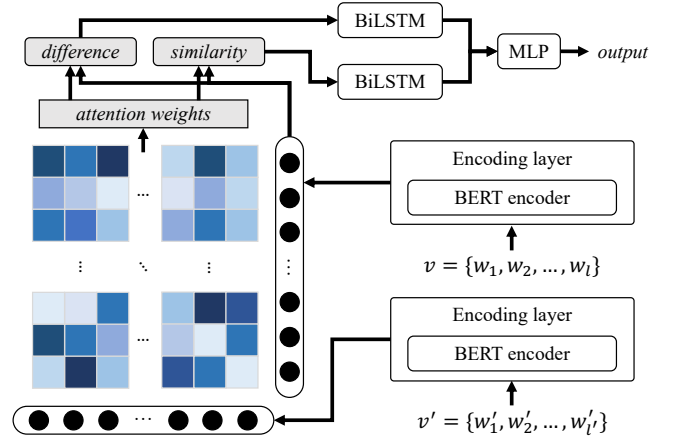 BiLSTM
difference
similarity
MLP
output
BiLSTM
attention weights
Encoding layer
BERT encoder
...
v = {w₁, w₂, …, wₗ}
...
Encoding layer
BERT encoder
...
v′ = {w′₁, w′₂, …, w′ₗ′}